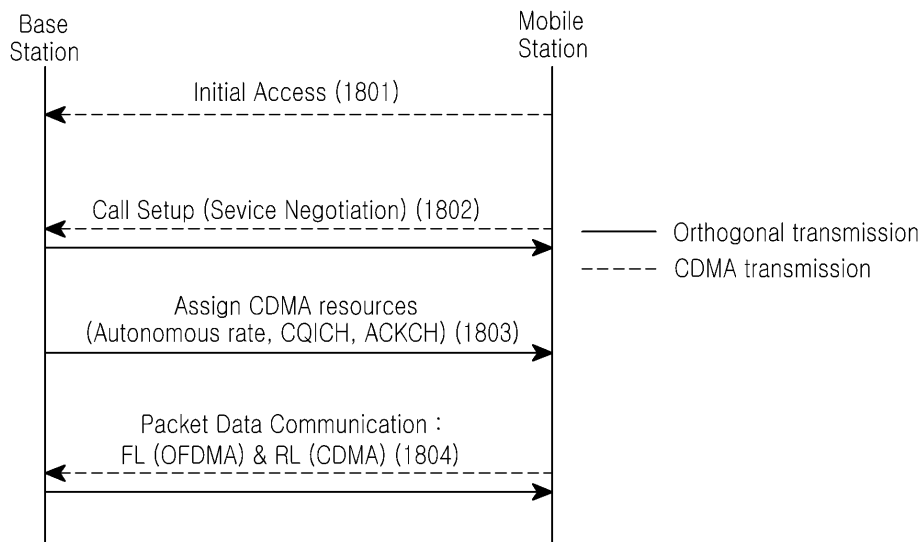 Base
Station
Mobile
Station
Initial Access (1801)
Call Setup (Sevice Negotiation) (1802)
Orthogonal transmission
CDMA transmission
Assign CDMA resources
(Autonomous rate, CQICH, ACKCH) (1803)
Packet Data Communication :
FL (OFDMA) & RL (CDMA) (1804)